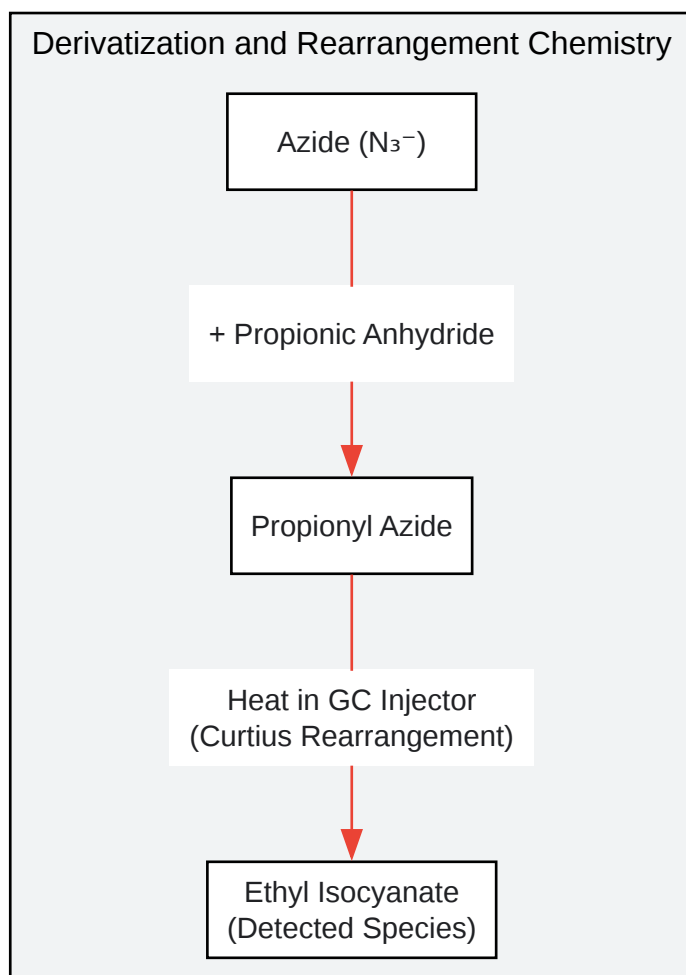 Derivatization and Rearrangement Chemistry
Azide (N₃⁻)
+ Propionic Anhydride
Propionyl Azide
Heat in GC Injector
(Curtius Rearrangement)
Ethyl Isocyanate
(Detected Species)